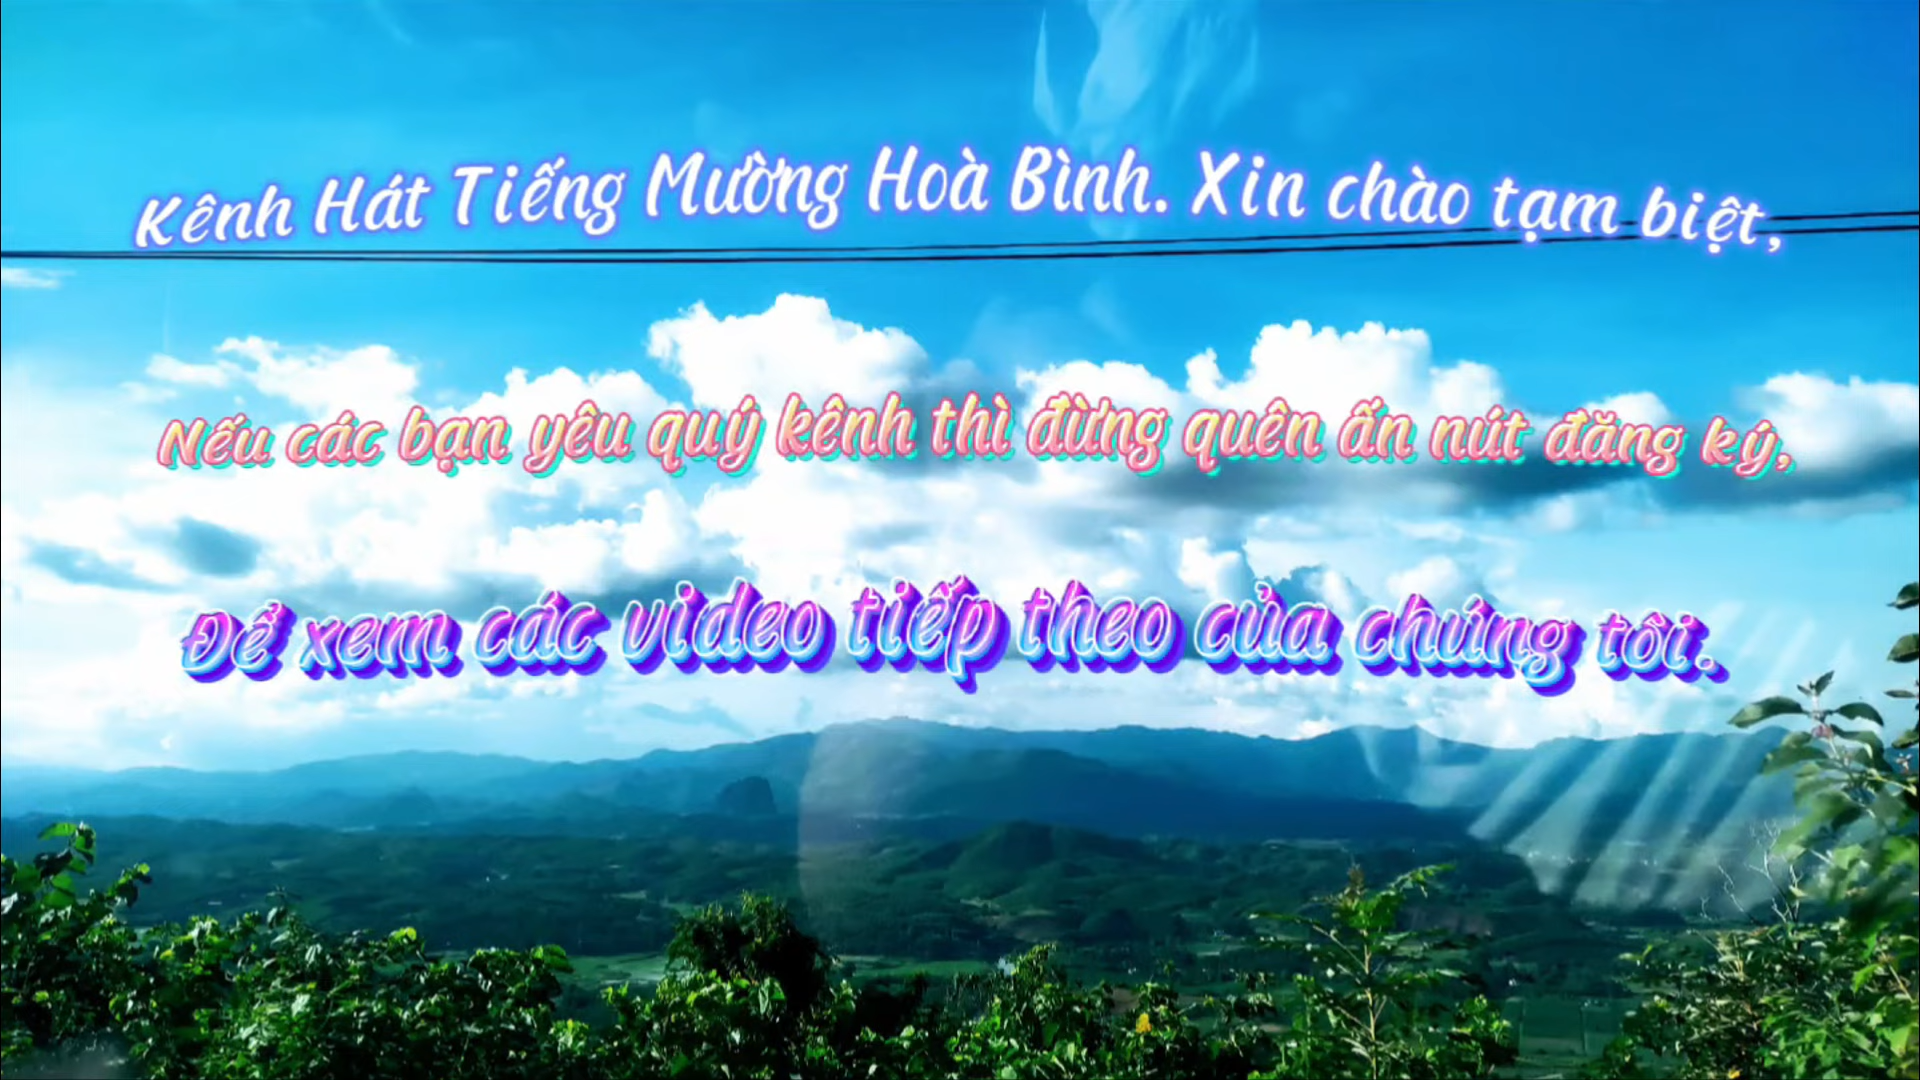 Kênh Hát Tiếng Mường Hoà Bình. Xin chào tạm biệt,
Nếu các bạn yêu quý kênh thì đừng quên ấn nút đăng ký,
Để xem các video tiếp theo của chúng tôi.